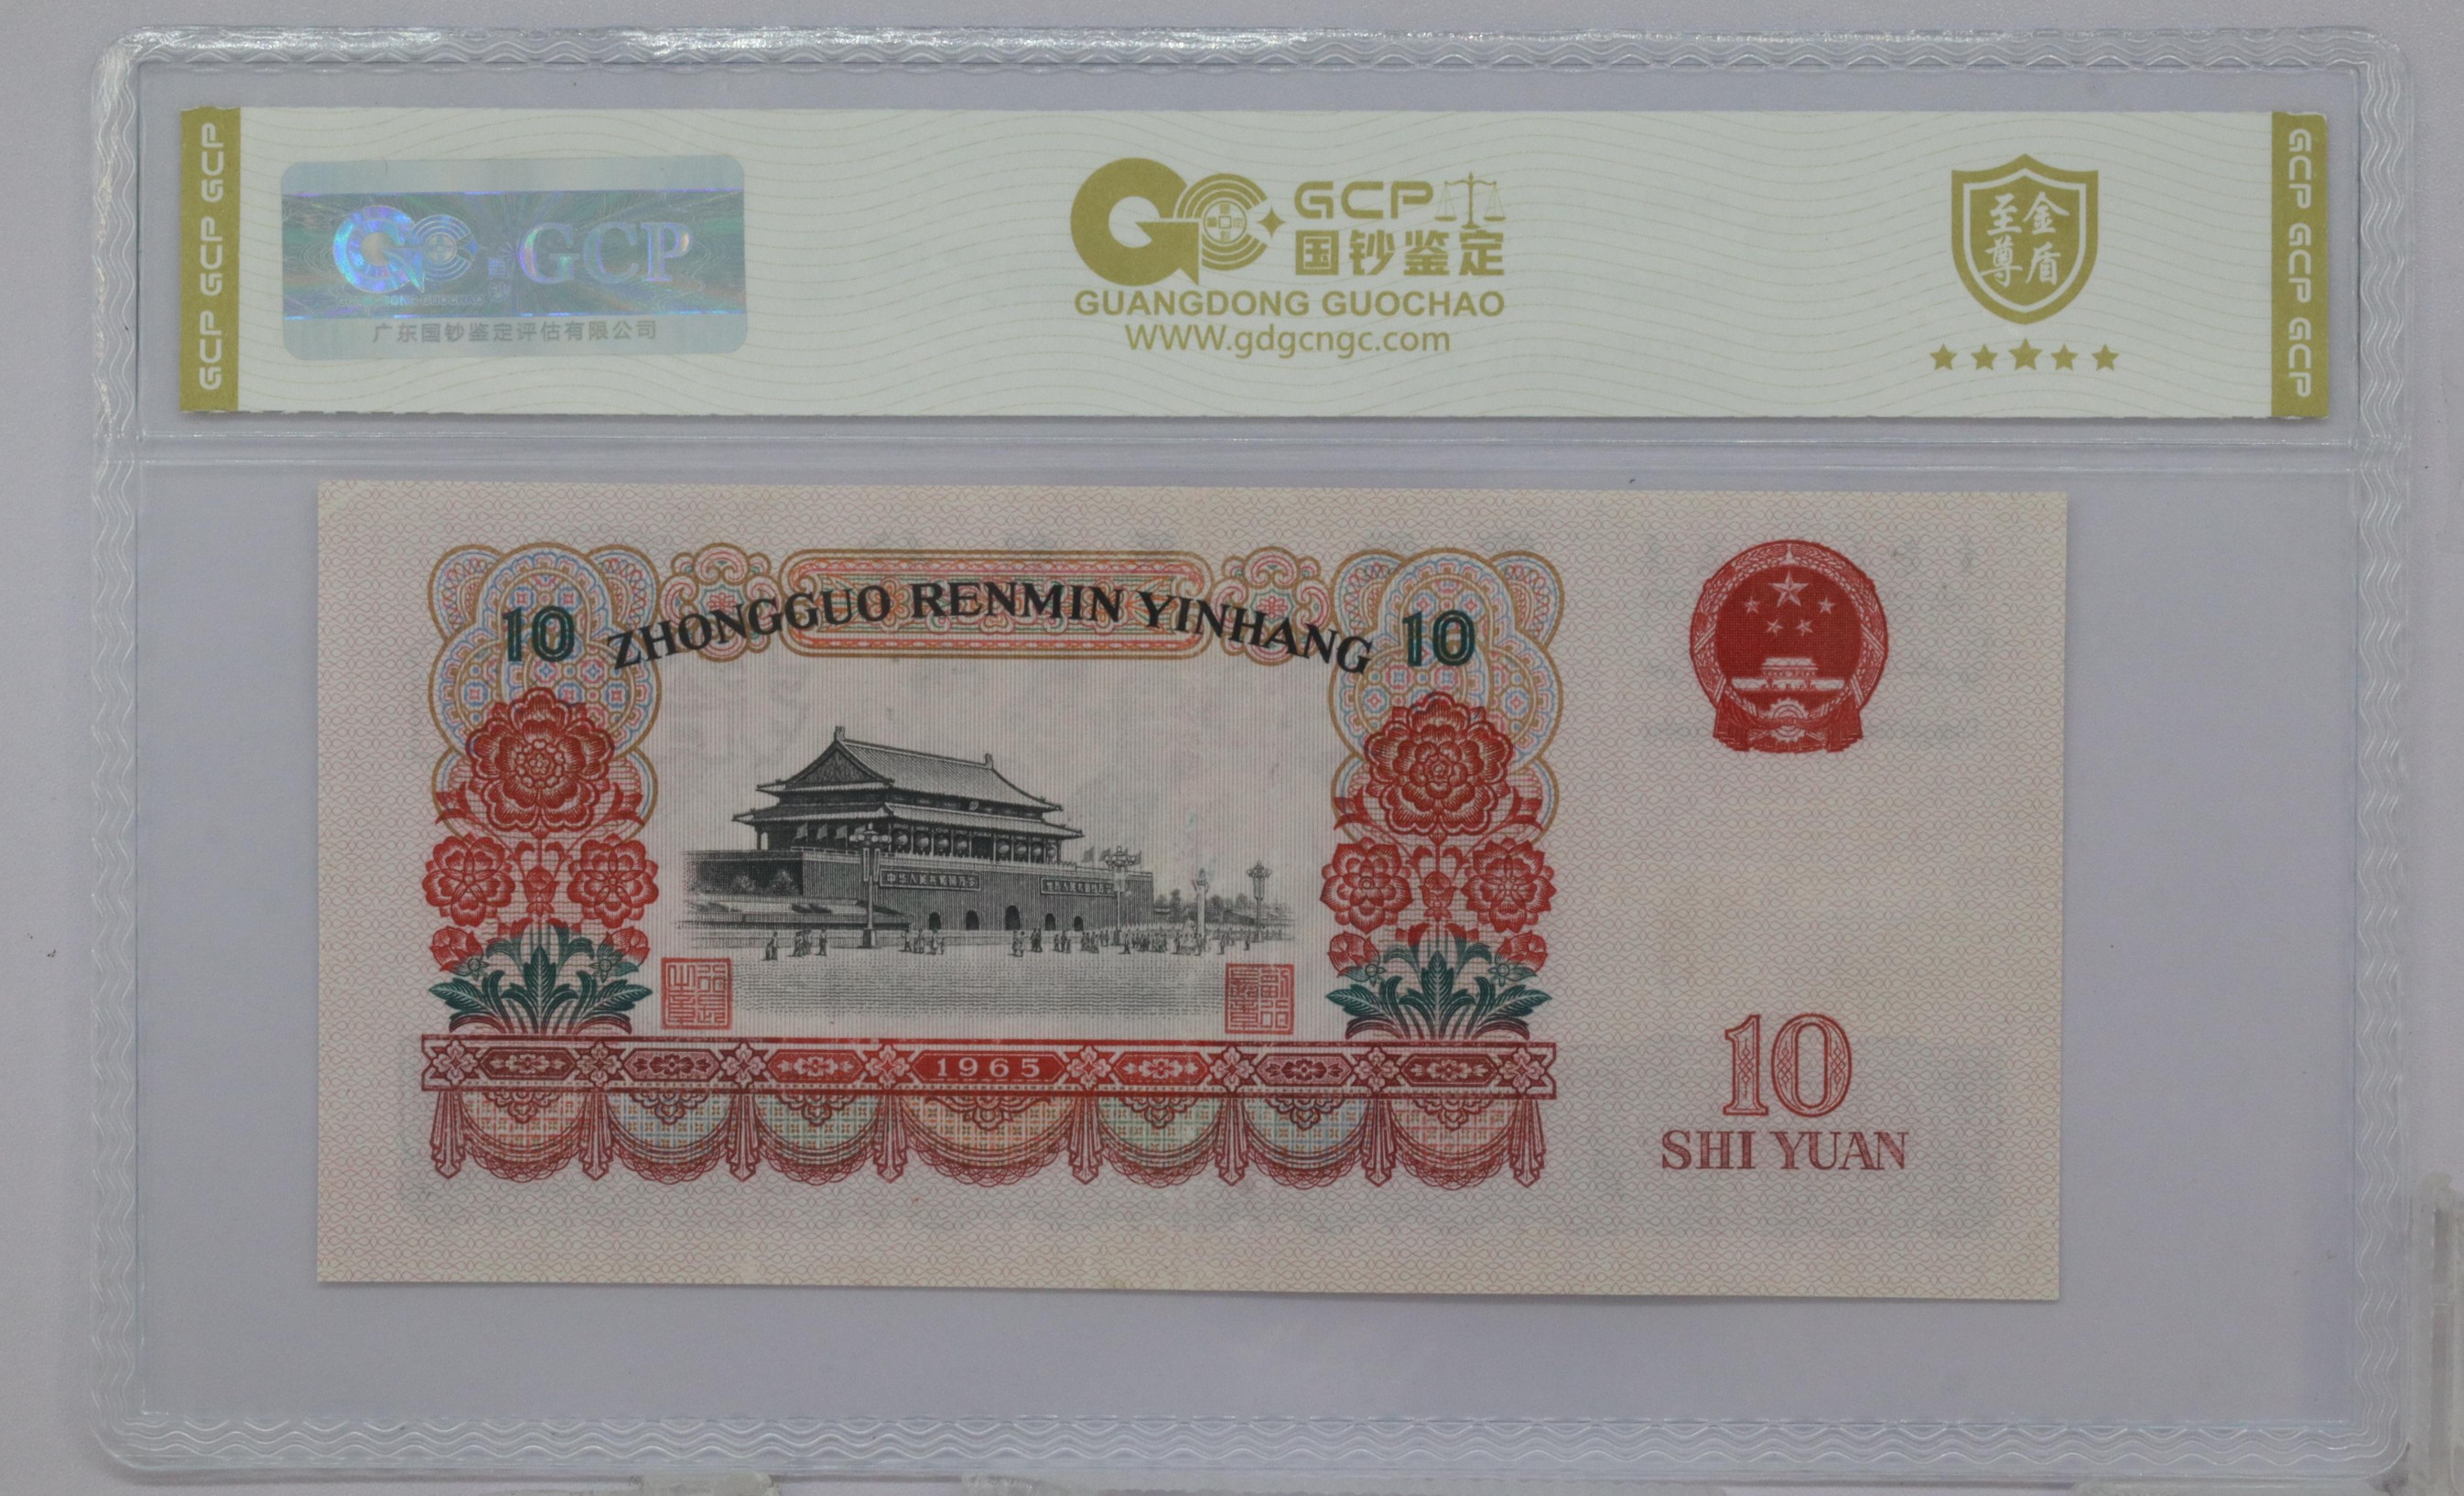 GCP GCP GCP
GCP
广东国钞鉴定评估有限公司
GCP
国钞鉴定
GUANGDONG GUOCHAO
WWW.gdgcngc.com
至尊
金盾
GCP GCP GCP
10 ZHONGGUO RENMIN YINHANG 10
1965
10
SHI YUAN